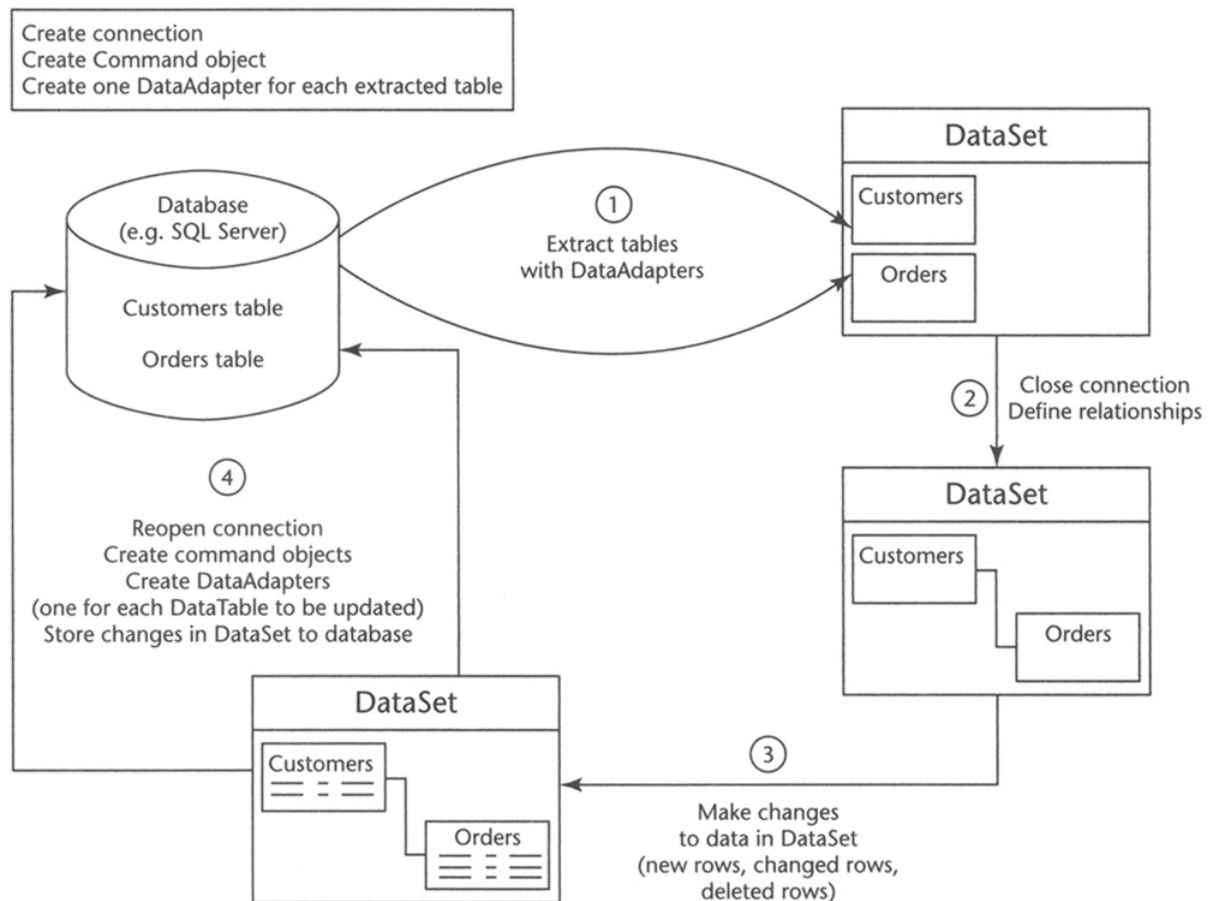 Create connection
Create Command object
Create one DataAdapter for each extracted table
Database
(e.g. SQL Server)
Customers table
Orders table
1
Extract tables
with DataAdapters
DataSet
Customers
Orders
2
Close connection
Define relationships
DataSet
Customers
Orders
3
Make changes
to data in DataSet
(new rows, changed rows,
deleted rows)
DataSet
Customers
Orders
4
Reopen connection
Create command objects
Create DataAdapters
(one for each DataTable to be updated)
Store changes in DataSet to database